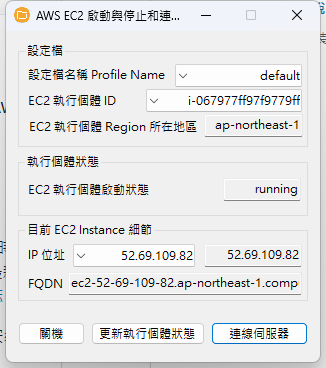 AWS EC2 啟動與停止和連...
設定檔
設定檔名稱 Profile Name default
EC2 執行個體 ID i-067977ff97f9779ff
EC2 執行個體 Region 所在地區 ap-northeast-1
執行個體狀態
EC2 執行個體啟動狀態 running
目前 EC2 Instance 細節
IP 位址 52.69.109.82 52.69.109.82
FQDN ec2-52-69-109-82.ap-northeast-1.comp
關機 更新執行個體狀態 連線伺服器